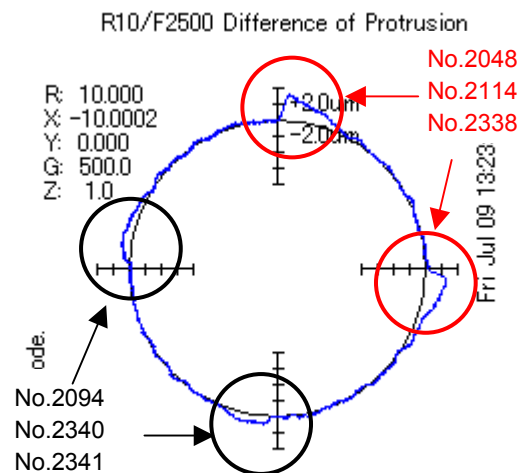 R10/F2500 Difference of Protrusion
No.2048
No.2114
No.2338
R: 10.000
X: -10.0002
Y: 0.000
G: 500.0
Z: 1.0
+2.0um
-2.0um
Fri Jul 09 13:23
ode.
No.2094
No.2340
No.2341